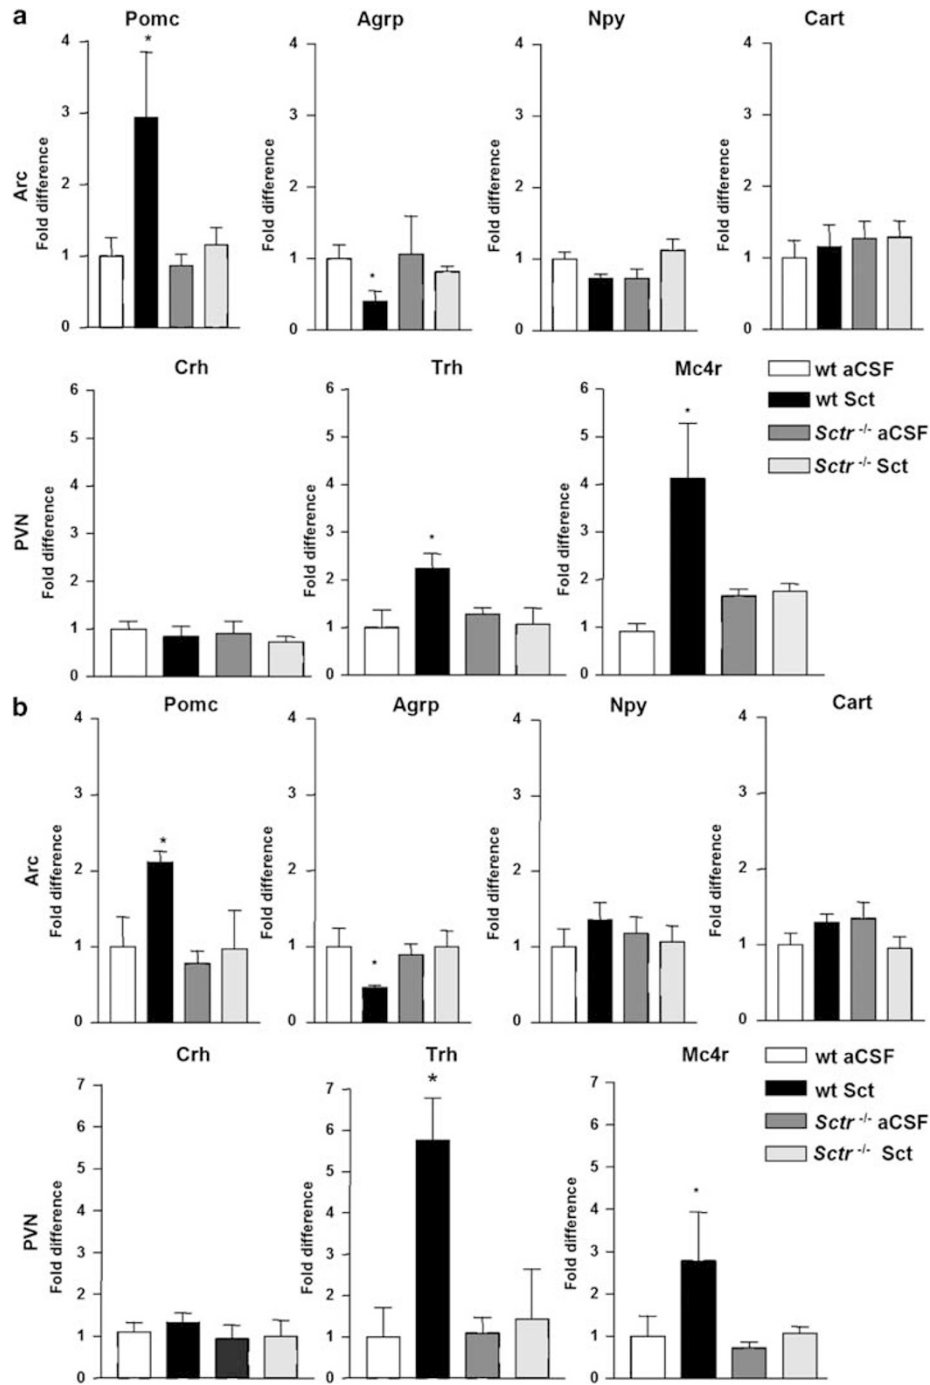 a
Pomc Agrp Npy Cart
Arc
Fold difference Fold difference Fold difference Fold difference
4 4 4 4
3 3 3 3
2 2 2 2
1 1 1 1
0 0 0 0
* *
Crh Trh Mc4r
PVN
Fold difference Fold difference Fold difference
6 6 6
5 5 5
4 4 4
3 3 3
2 2 2
1 1 1
0 0 0
* *
wt aCSF
wt Sct
Sctr -/- aCSF
Sctr -/- Sct
b
Pomc Agrp Npy Cart
Arc
Fold difference Fold difference Fold difference Fold difference
4 4 4 4
3 3 3 3
2 2 2 2
1 1 1 1
0 0 0 0
* *
Crh Trh Mc4r
PVN
Fold difference Fold difference Fold difference
7 7 7
6 6 6
5 5 5
4 4 4
3 3 3
2 2 2
1 1 1
0 0 0
* *
wt aCSF
wt Sct
Sctr -/- aCSF
Sctr -/- Sct